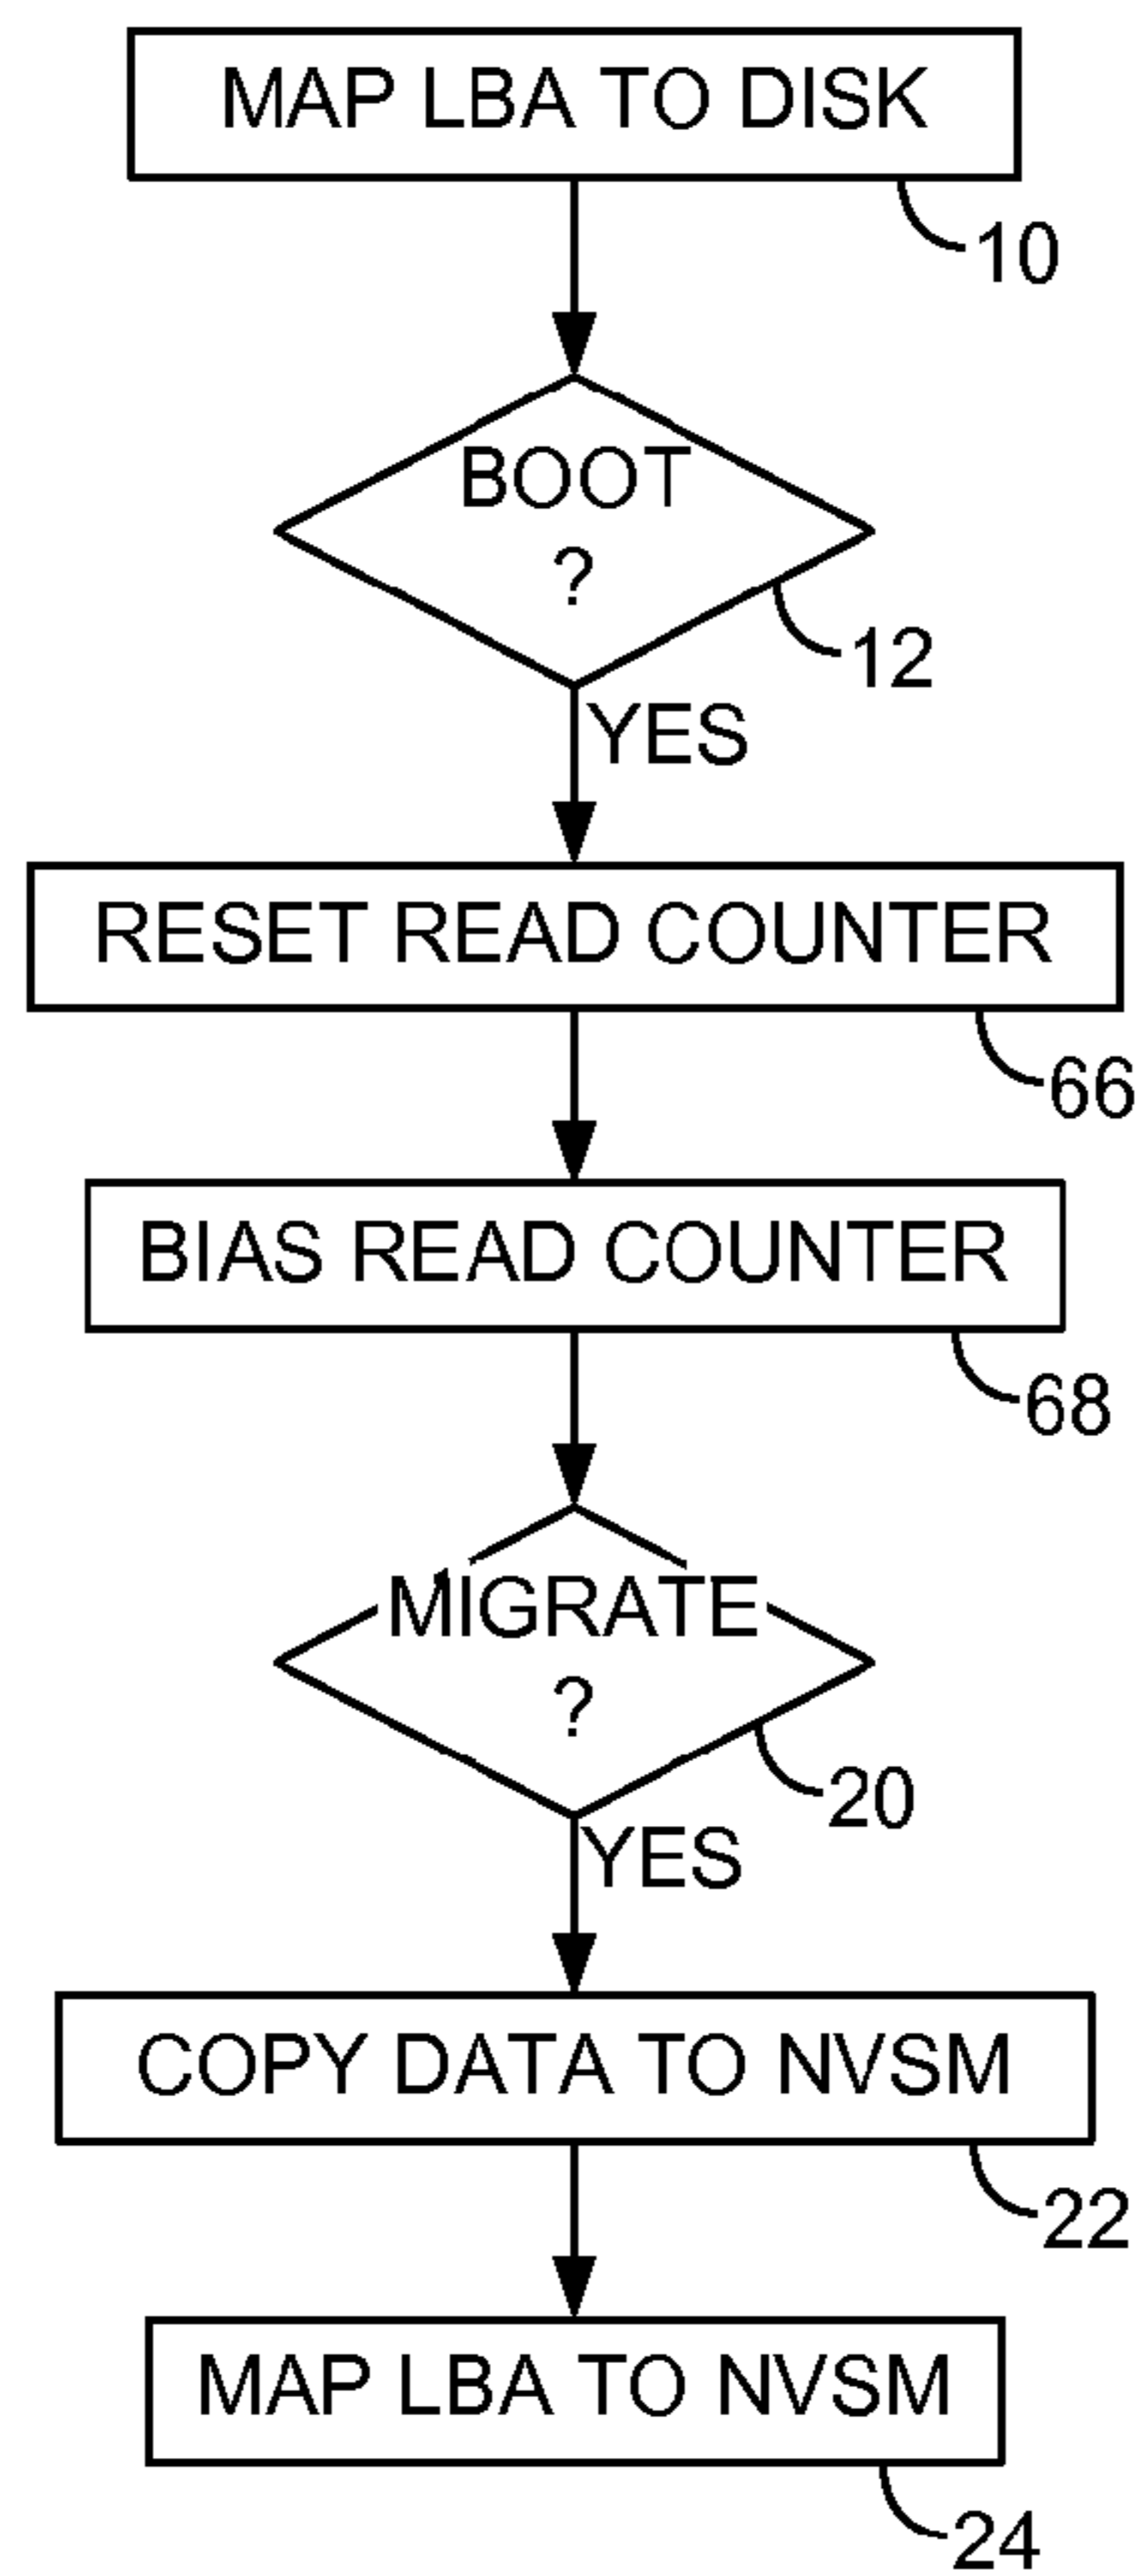 MAP LBA TO DISK
10
BOOT
?
12
YES
RESET READ COUNTER
66
BIAS READ COUNTER
68
MIGRATE
?
20
YES
COPY DATA TO NVSM
22
MAP LBA TO NVSM
24